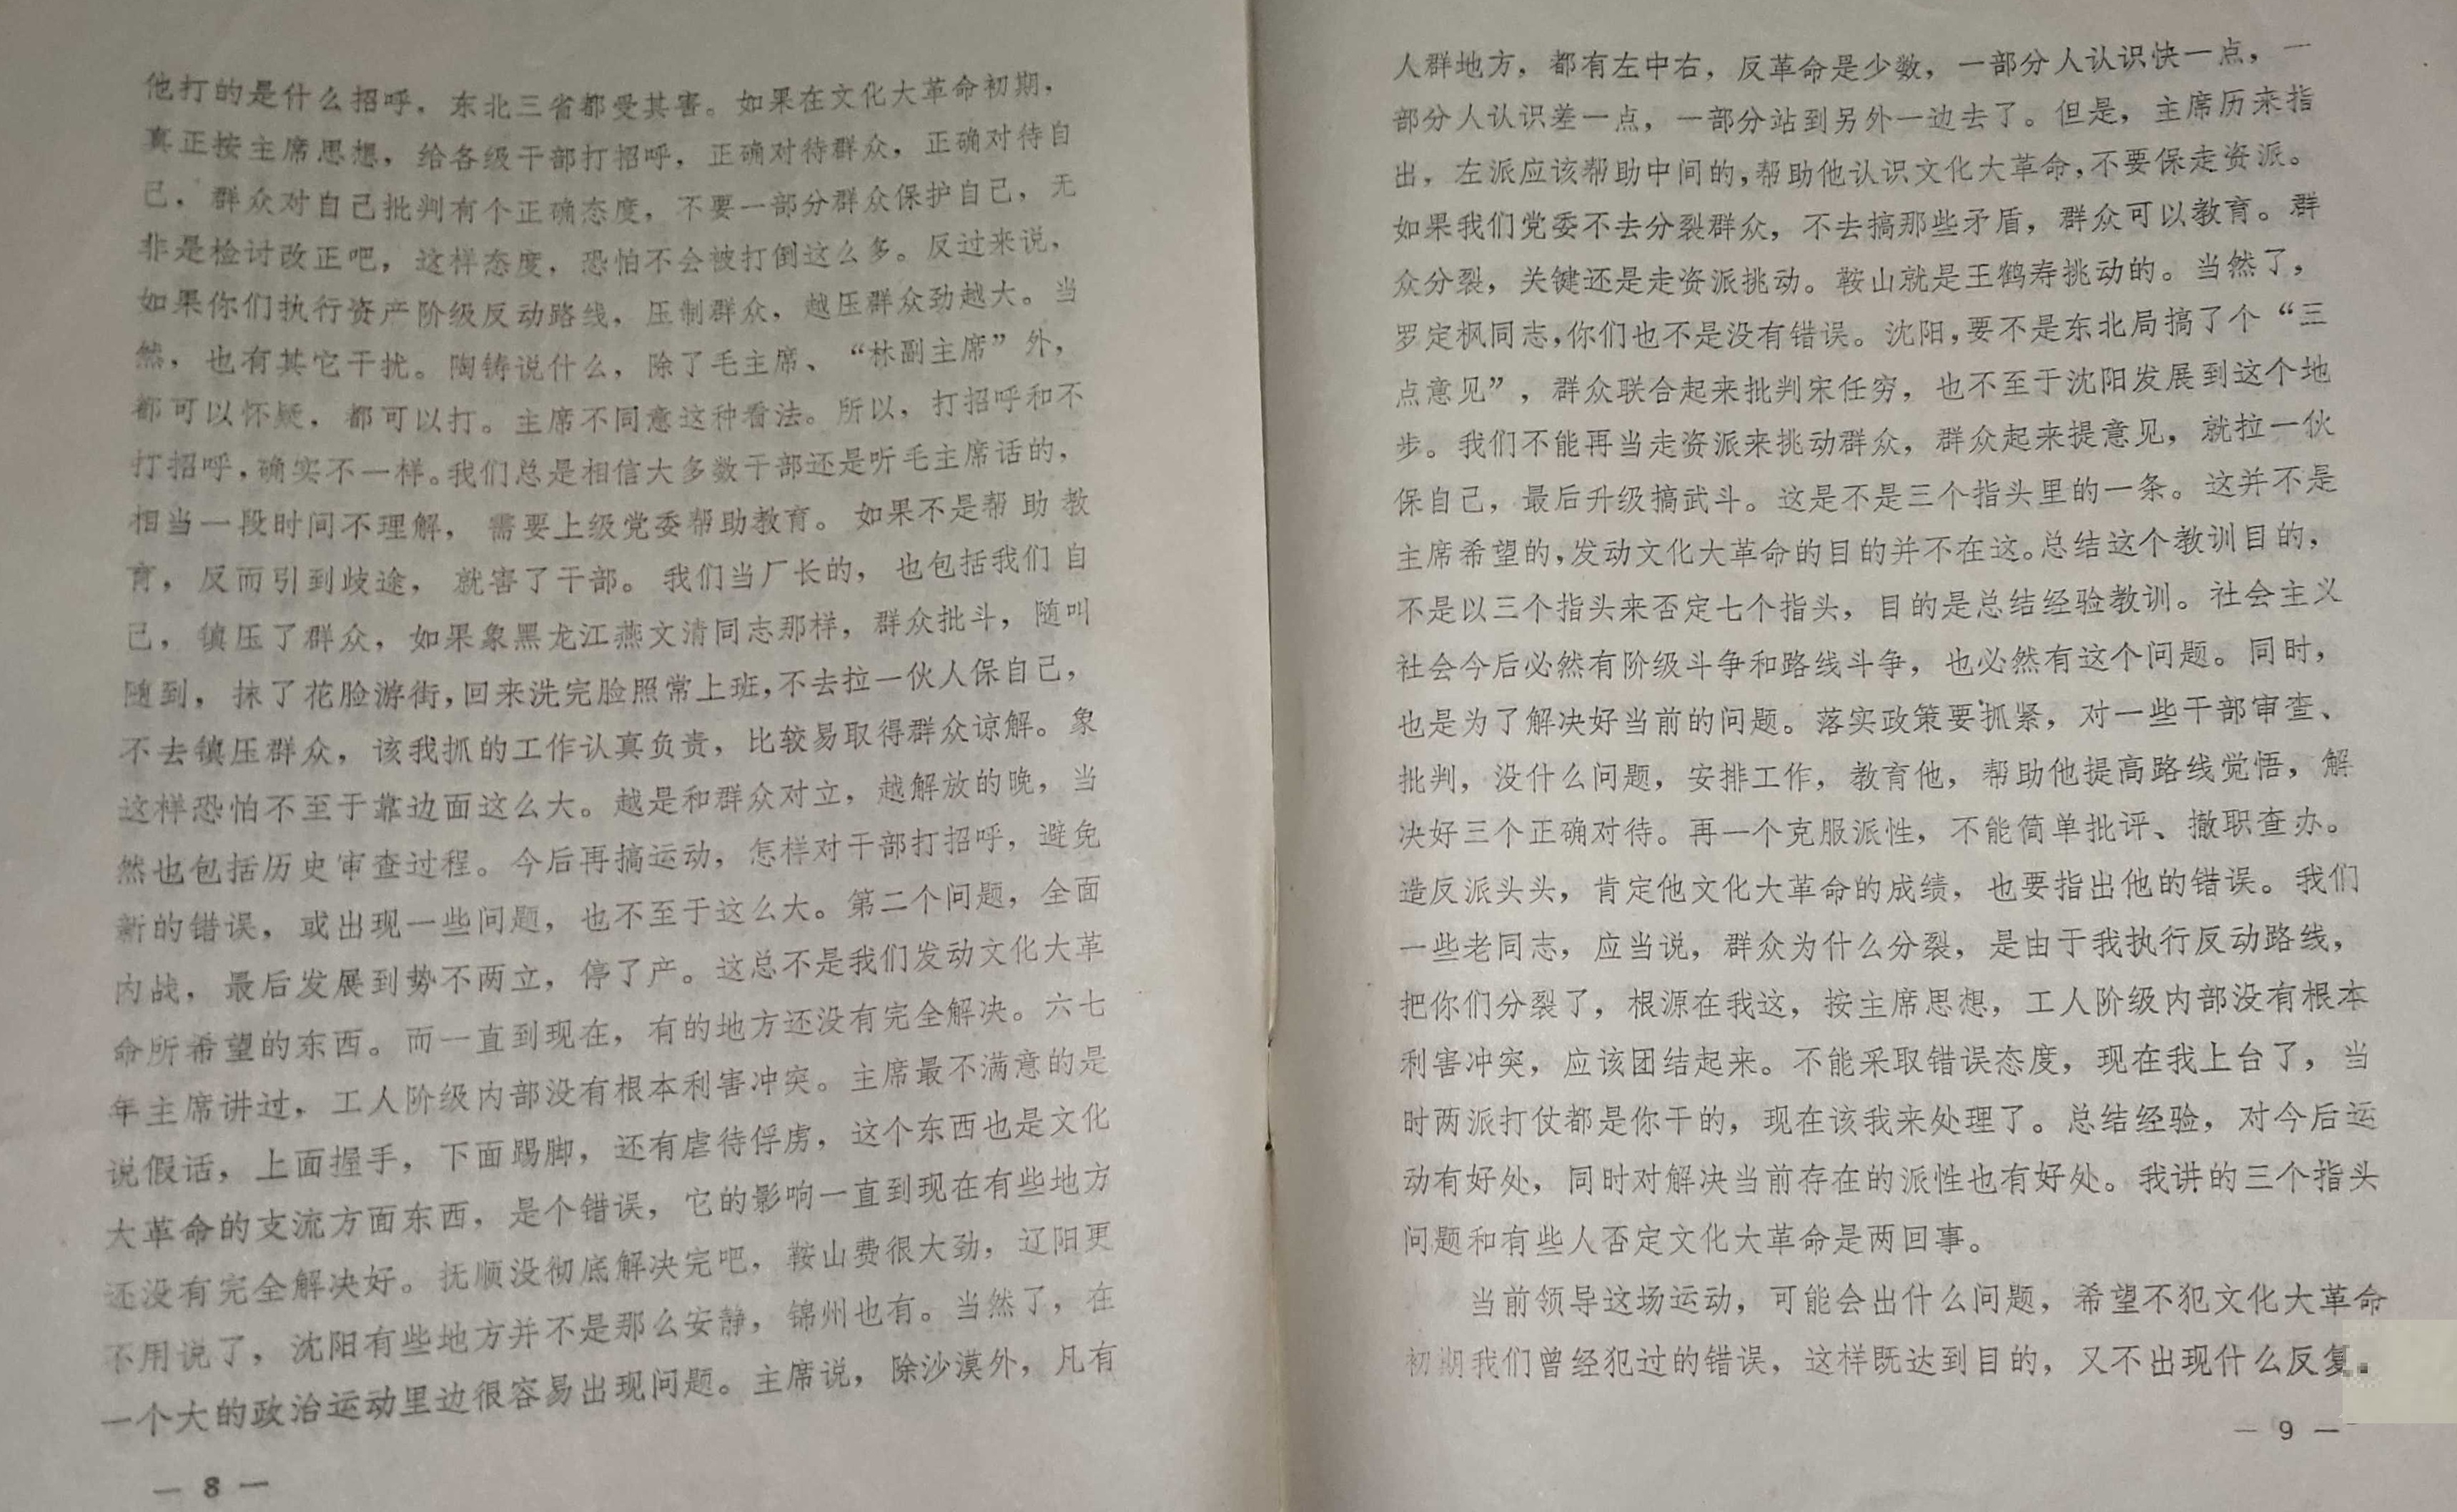 他打的是什么招呼，东北三省都受其害。如果在文化大革命初期，
真正按主席思想，给各级干部打招呼，正确对待群众，正确对待自
己，群众对自己批判有个正确态度，不要一部分群众保护自己，无
非是检讨改正吧，这样态度，恐怕不会被打倒这么多。反过来说，
如果你们执行资产阶级反动路线，压制群众，越压群众劲越大。当
然，也有其它干扰。陶铸说什么，除了毛主席、“林副主席”外，
都可以怀疑，都可以打。主席不同意这种看法。所以，打招呼和不
打招呼，确实不一样。我们总是相信大多数干部还是听毛主席话的，
相当一段时间不理解，需要上级党委帮助教育。如果不是帮助教
育，反而引到歧途，就害了干部。我们当厂长的，也包括我们自
己，镇压了群众，如果象黑龙江燕文清同志那样，群众批斗，随叫
随到，抹了花脸游街，回来洗完脸照常上班，不去拉一伙人保自己，
不去镇压群众，该我抓的工作认真负责，比较易取得群众谅解。象
这样恐怕不至于靠边面这么大。越是和群众对立，越解放的晚，当
然也包括历史审查过程。今后再搞运动，怎样对干部打招呼，避免
新的错误，或出现一些问题，也不至于这么大。第二个问题，全面
内战，最后发展到势不两立，停了产。这总不是我们发动文化大革
命所希望的东西。而一直到现在，有的地方还没有完全解决。六七
年主席讲过，工人阶级内部没有根本利害冲突。主席最不满意的是
说假话，上面握手，下面踢脚，还有虐待俘虏，这个东西也是文化
大革命的支流方面东西，是个错误，它的影响一直到现在有些地方
还没有完全解决好。抚顺没彻底解决完吧，鞍山费很大劲，辽阳更
不用说了，沈阳有些地方并不是那么安静，锦州也有。当然了，在
一个大的政治运动里边很容易出现问题。主席说，除沙漠外，凡有
— 8 —
人群地方，都有左中右，反革命是少数，一部分人认识快一点，一
部分人认识差一点，一部分站到另外一边去了。但是，主席历来指
出，左派应该帮助中间的，帮助他认识文化大革命，不要保走资派。
如果我们党委不去分裂群众，不去搞那些矛盾，群众可以教育。群
众分裂，关键还是走资派挑动。鞍山就是王鹤寿挑动的。当然了，
罗定枫同志，你们也不是没有错误。沈阳，要不是东北局搞了个“三
点意见”，群众联合起来批判宋任穷，也不至于沈阳发展到这个地
步。我们不能再当走资派来挑动群众，群众起来提意见，就拉一伙
保自己，最后升级搞武斗。这是不是三个指头里的一条。这并不是
主席希望的，发动文化大革命的目的并不在这。总结这个教训目的，
不是以三个指头来否定七个指头，目的是总结经验教训。社会主义
社会今后必然有阶级斗争和路线斗争，也必然有这个问题。同时，
也是为了解决好当前的问题。落实政策要抓紧，对一些干部审查、
批判，没什么问题，安排工作，教育他，帮助他提高路线觉悟，解
决好三个正确对待。再一个克服派性，不能简单批评、撤职查办。
造反派头头，肯定他文化大革命的成绩，也要指出他的错误。我们
一些老同志，应当说，群众为什么分裂，是由于我执行反动路线，
把你们分裂了，根源在我这，按主席思想，工人阶级内部没有根本
利害冲突，应该团结起来。不能采取错误态度，现在我上台了，当
时两派打仗都是你干的，现在该我来处理了。总结经验，对今后运
动有好处，同时对解决当前存在的派性也有好处。我讲的三个指头
问题和有些人否定文化大革命是两回事。
当前领导这场运动，可能会出什么问题，希望不犯文化大革命
初期我们曾经犯过的错误，这样既达到目的，又不出现什么反复。
— 9 —